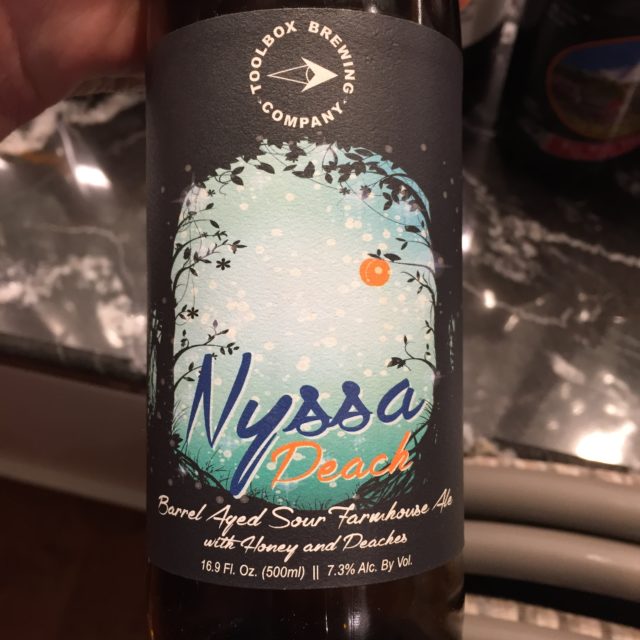 TOOLBOX BREWING
COMPANY
Nyssa
Peach
Barrel Aged Sour Farmhouse Ale
with Honey and Peaches
16.9 Fl. Oz. (500ml) || 7.3% Alc. By Vol.